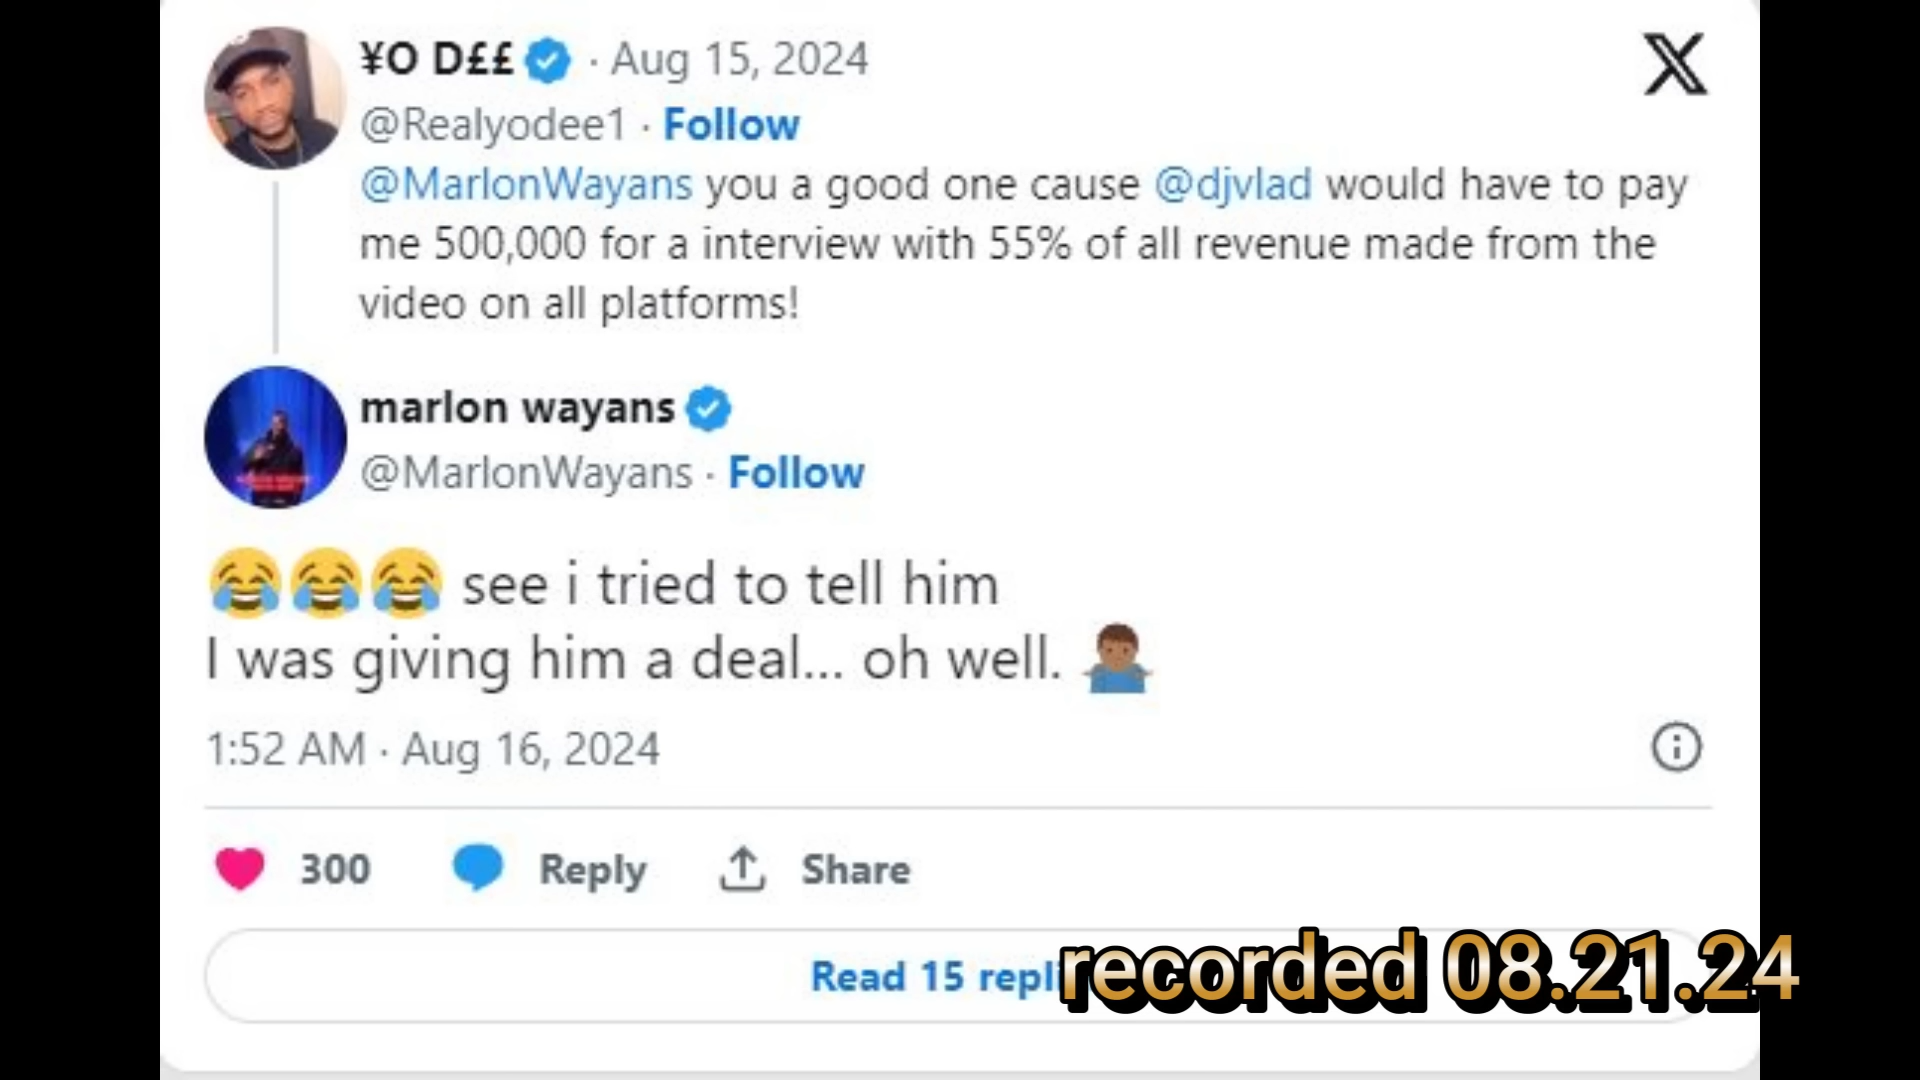 ¥O D££ · Aug 15, 2024
@Realyodee1 · Follow
@MarlonWayans you a good one cause @djvlad would have to pay
me 500,000 for a interview with 55% of all revenue made from the
video on all platforms!
marlon wayans
@MarlonWayans · Follow
😂😂😂 see i tried to tell him
I was giving him a deal... oh well. 🤷🏾‍♂️
1:52 AM · Aug 16, 2024
300 Reply Share
Read 15
recorded 08.21.24